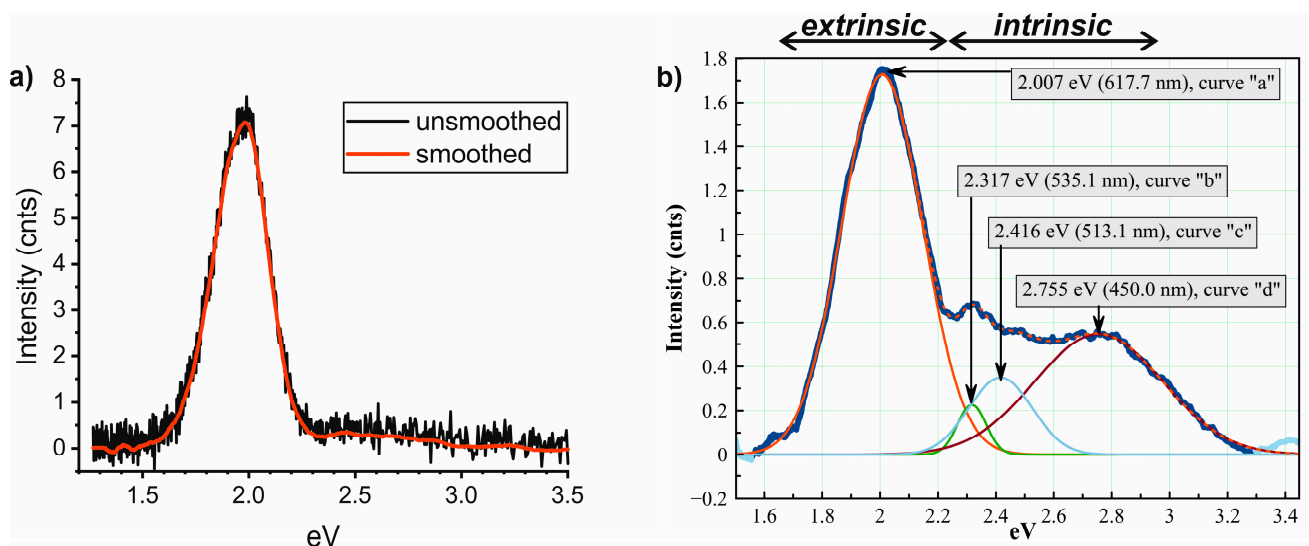 a)
8
7
6
5
4
3
2
1
0
Intensity (cnts)
unsmoothed
smoothed
1.5 2.0 2.5 3.0 3.5
eV
extrinsic intrinsic
b)
1.8
1.6
1.4
1.2
1
0.8
0.6
0.4
0.2
0
−0.2
Intensity (cnts)
2.007 eV (617.7 nm), curve "a"
2.317 eV (535.1 nm), curve "b"
2.416 eV (513.1 nm), curve "c"
2.755 eV (450.0 nm), curve "d"
1.6 1.8 2 2.2 2.4 2.6 2.8 3 3.2 3.4
eV